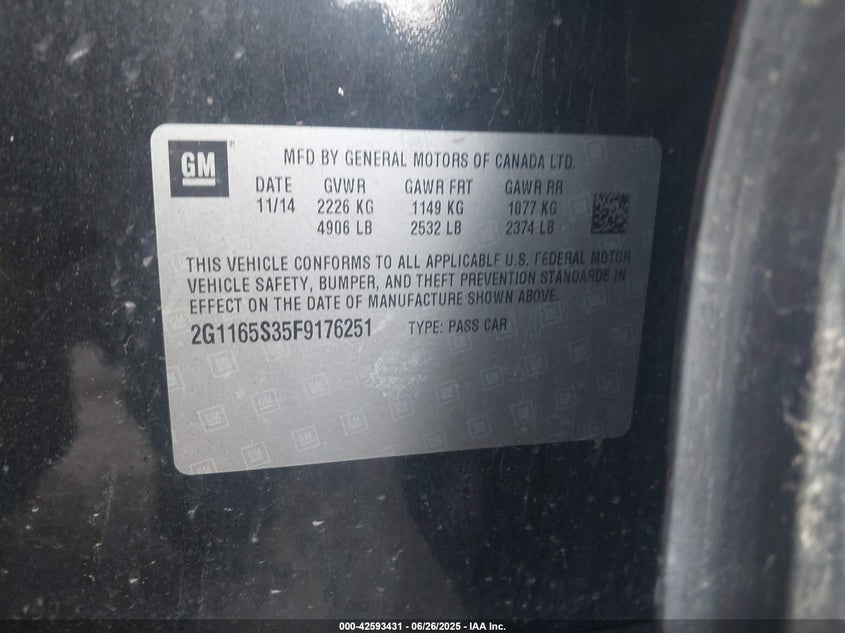 GM
MFD BY GENERAL MOTORS OF CANADA LTD.
DATE GVWR GAWR FRT GAWR RR
11/14 2226 KG 1149 KG 1077 KG
4906 LB 2532 LB 2374 LB
THIS VEHICLE CONFORMS TO ALL APPLICABLE U.S. FEDERAL MOTOR
VEHICLE SAFETY, BUMPER, AND THEFT PREVENTION STANDARDS IN
EFFECT ON THE DATE OF MANUFACTURE SHOWN ABOVE.
2G1165S35F9176251 TYPE: PASS CAR
000-42593431 - 06/26/2025 - IAA Inc.